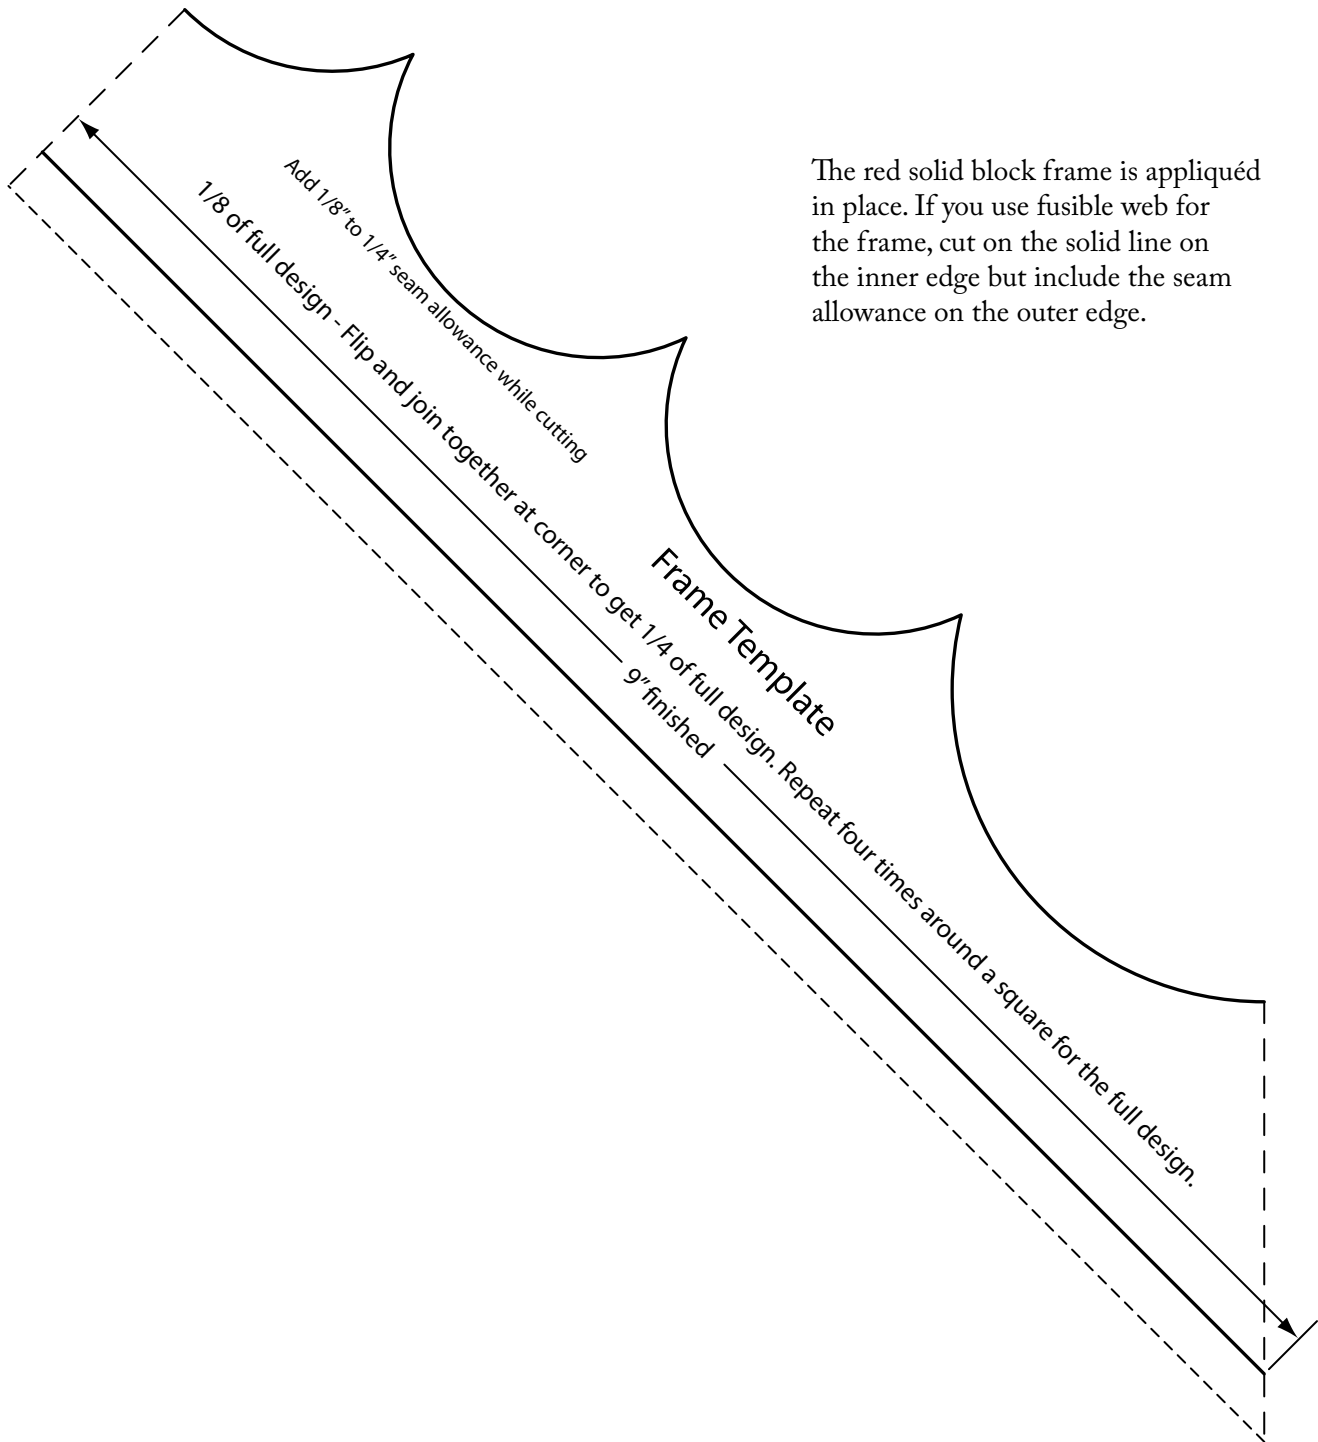 The red solid block frame is appliquéd
in place. If you use fusible web for
the frame, cut on the solid line on
the inner edge but include the seam
allowance on the outer edge.
Add 1/8" to 1/4" seam allowance while cutting
Frame Template
1/8 of full design - Flip and join together at corner to get 1/4 of full design. Repeat four times around a square for the full design.
9" finished